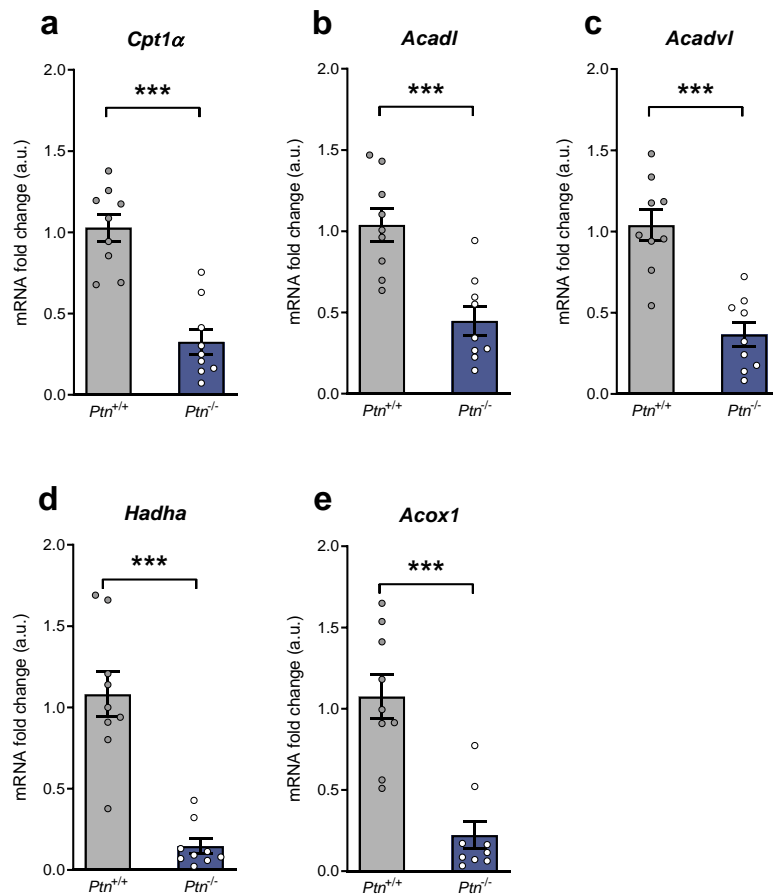 a
Cpt1α
mRNA fold change (a.u.)
2.0
1.5
1.0
0.5
0.0
***
Ptn+/+
Ptn-/-
b
Acadl
mRNA fold change (a.u.)
2.0
1.5
1.0
0.5
0.0
***
Ptn+/+
Ptn-/-
c
Acadvl
mRNA fold change (a.u.)
2.0
1.5
1.0
0.5
0.0
***
Ptn+/+
Ptn-/-
d
Hadha
mRNA fold change (a.u.)
2.0
1.5
1.0
0.5
0.0
***
Ptn+/+
Ptn-/-
e
Acox1
mRNA fold change (a.u.)
2.0
1.5
1.0
0.5
0.0
***
Ptn+/+
Ptn-/-